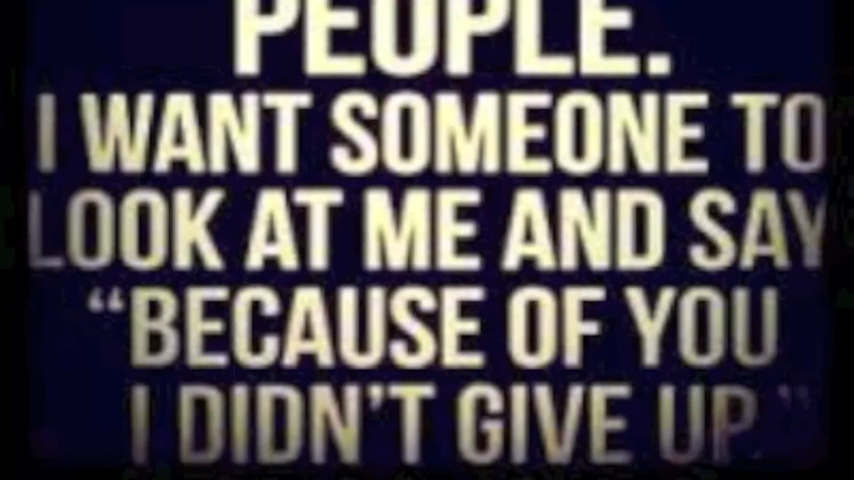 PEOPLE.
I WANT SOMEONE TO
LOOK AT ME AND SAY
“BECAUSE OF YOU
I DIDN’T GIVE UP.”